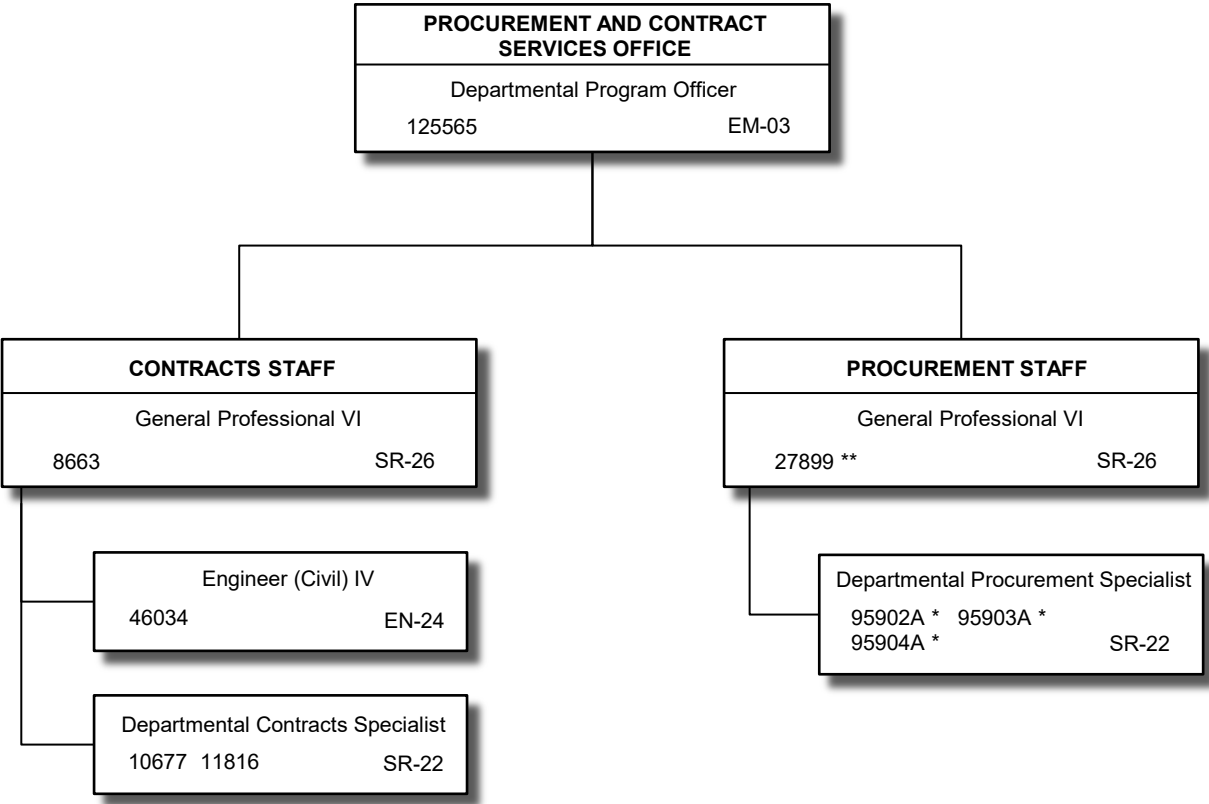 PROCUREMENT AND CONTRACT
SERVICES OFFICE
Departmental Program Officer
125565 EM-03
CONTRACTS STAFF
General Professional VI
8663 SR-26
Engineer (Civil) IV
46034 EN-24
Departmental Contracts Specialist
10677 11816 SR-22
PROCUREMENT STAFF
General Professional VI
27899 ** SR-26
Departmental Procurement Specialist
95902A * 95903A *
95904A * SR-22